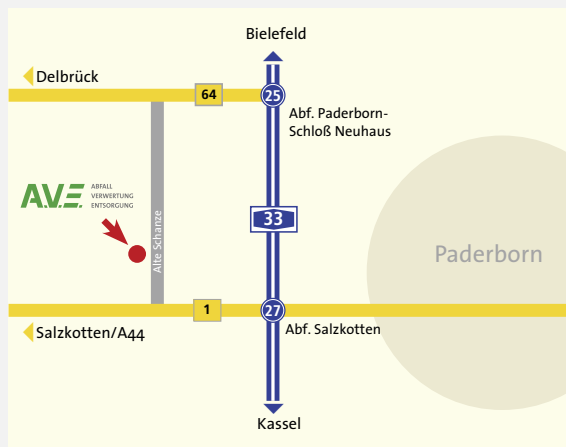 Bielefeld
Delbrück
64
25
Abf. Paderborn-
Schloß Neuhaus
A.V.E.
ABFALL
VERWERTUNG
ENTSORGUNG
Alte Schanze
33
Paderborn
1
27
Salzkotten/A44
Abf. Salzkotten
Kassel